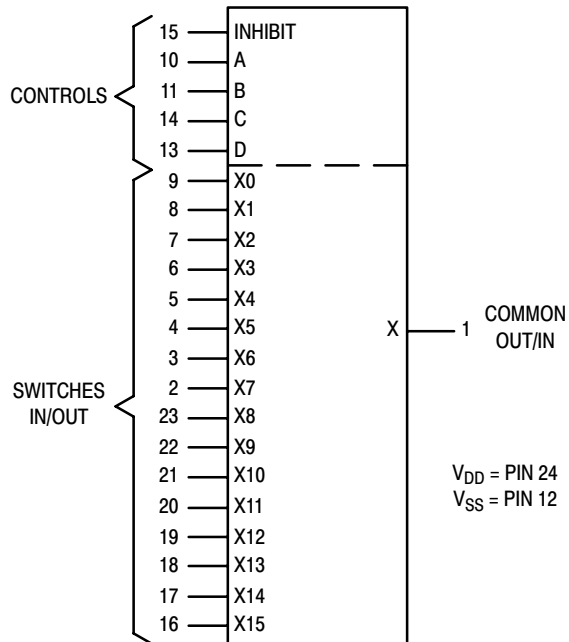 15 INHIBIT
10 A
CONTROLS 11 B
14 C
13 D
9 X0
8 X1
7 X2
6 X3
5 X4
4 X5 X 1 COMMON
OUT/IN
3 X6
2 X7
SWITCHES
IN/OUT
23 X8
22 X9
21 X10 VDD = PIN 24
20 X11 VSS = PIN 12
19 X12
18 X13
17 X14
16 X15